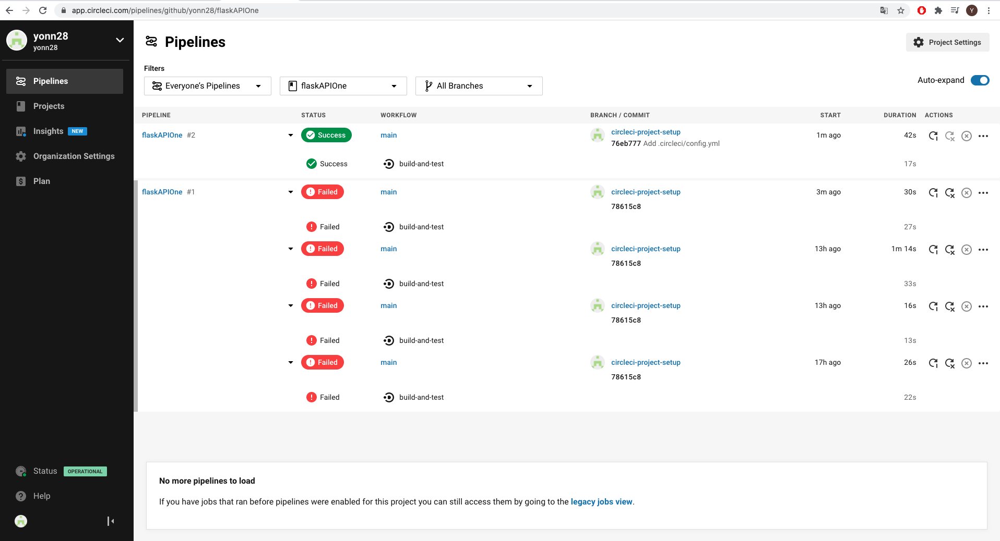 app.circleci.com/pipelines/github/yonn28/flaskAPIOne
Y
yonn28
yonn28
Pipelines
Projects
Insights NEW
Organization Settings
$ Plan
Status OPERATIONAL
? Help
Pipelines
Project Settings
Filters
Everyone's Pipelines
flaskAPIOne
All Branches
Auto-expand
PIPELINE STATUS WORKFLOW BRANCH / COMMIT START DURATION ACTIONS
flaskAPIOne #2 Success main circleci-project-setup 1m ago 42s
76eb777 Add .circleci/config.yml
Success build-and-test 17s
flaskAPIOne #1 Failed main circleci-project-setup 3m ago 30s
78615c8
Failed build-and-test 27s
Failed main circleci-project-setup 13h ago 1m 14s
78615c8
Failed build-and-test 33s
Failed main circleci-project-setup 13h ago 16s
78615c8
Failed build-and-test 13s
Failed main circleci-project-setup 17h ago 26s
78615c8
Failed build-and-test 22s
No more pipelines to load
If you have jobs that ran before pipelines were enabled for this project you can still access them by going to the legacy jobs view.